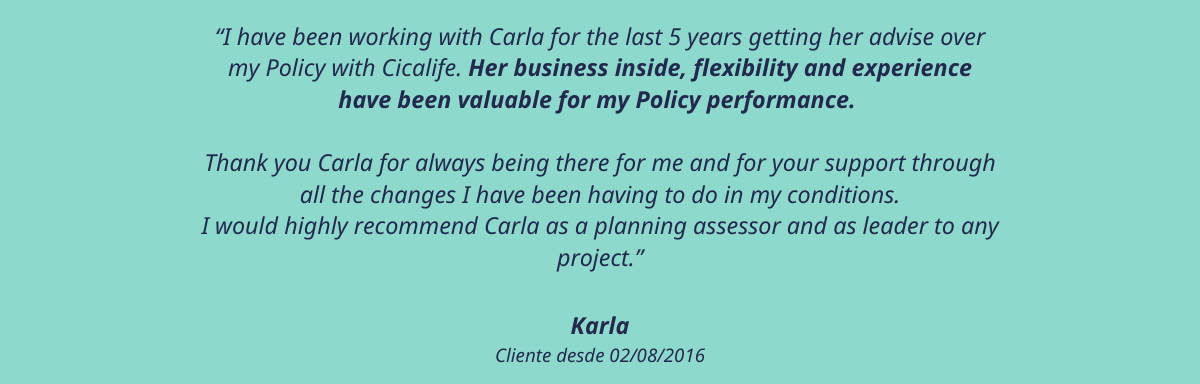 “I have been working with Carla for the last 5 years getting her advise over
my Policy with Cicalife. Her business inside, flexibility and experience
have been valuable for my Policy performance.
Thank you Carla for always being there for me and for your support through
all the changes I have been having to do in my conditions.
I would highly recommend Carla as a planning assessor and as leader to any
project.”
Karla
Cliente desde 02/08/2016